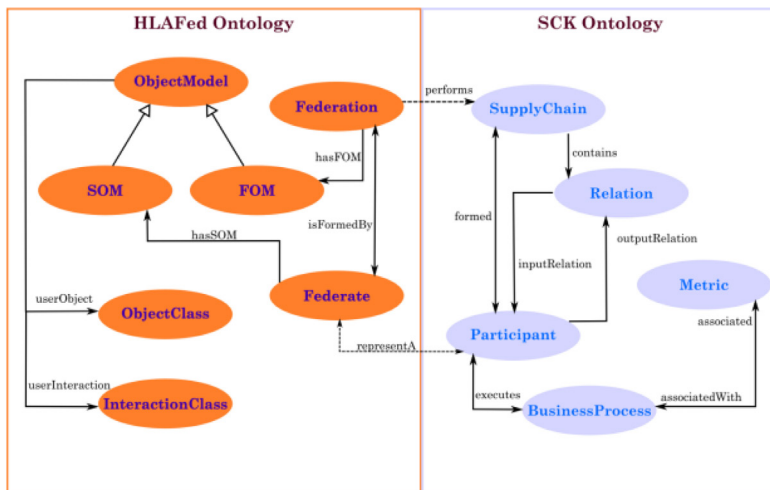 HLAFed Ontology
SCK Ontology
ObjectModel
Federation
performs
SupplyChain
hasFOM
contains
SOM
FOM
Relation
isFormedBy
hasSOM
formed
inputRelation
outputRelation
userObject
ObjectClass
Federate
Metric
Participant
associated
representA
userInteraction
InteractionClass
executes
BusinessProcess
associatedWith